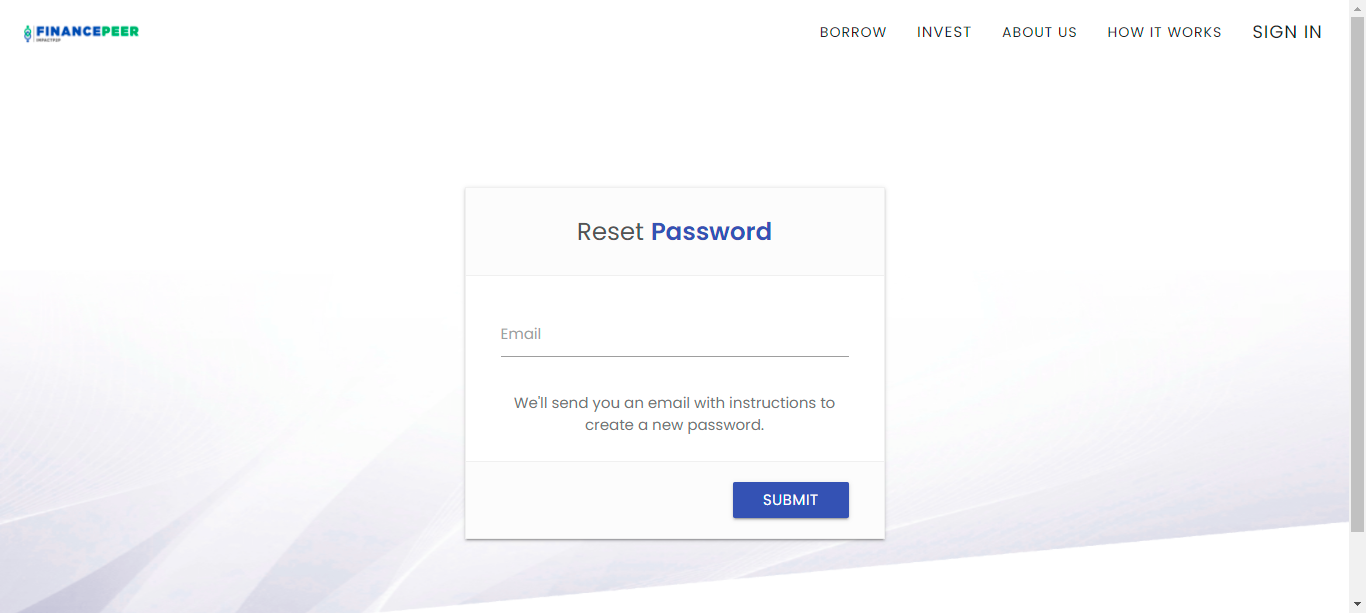 FINANCEPEER
IMPACTP2P
BORROW
INVEST
ABOUT US
HOW IT WORKS
SIGN IN
Reset Password
Email
We'll send you an email with instructions to
create a new password.
SUBMIT